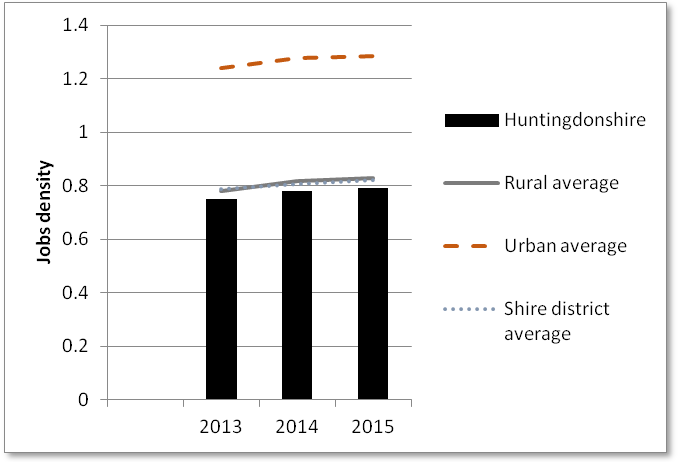 1.4
1.2
1
0.8
0.6
0.4
0.2
0
Jobs density
2013 2014 2015
Huntingdonshire
Rural average
Urban average
Shire district
average